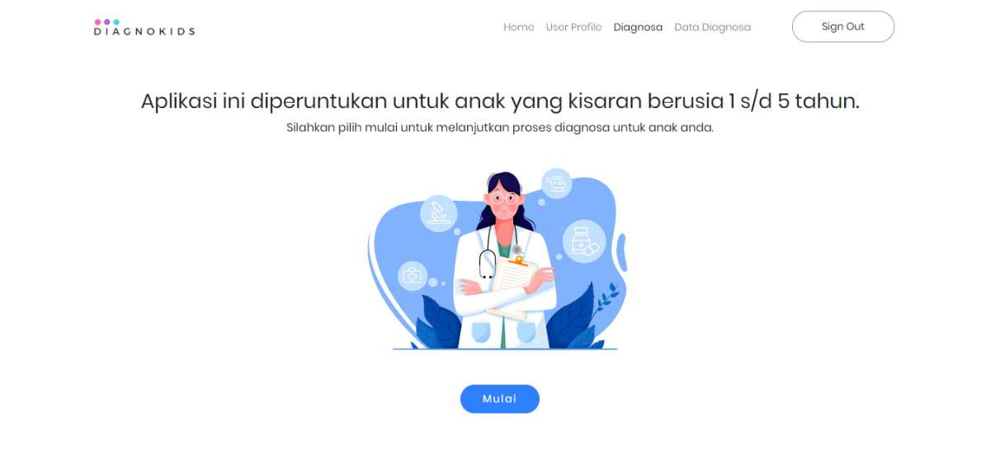 DIAGNOKIDS
Home User Profile Diagnosa Data Diagnosa Sign Out
Aplikasi ini diperuntukan untuk anak yang kisaran berusia 1 s/d 5 tahun.
Silahkan pilih mulai untuk melanjutkan proses diagnosa untuk anak anda.
Mulai